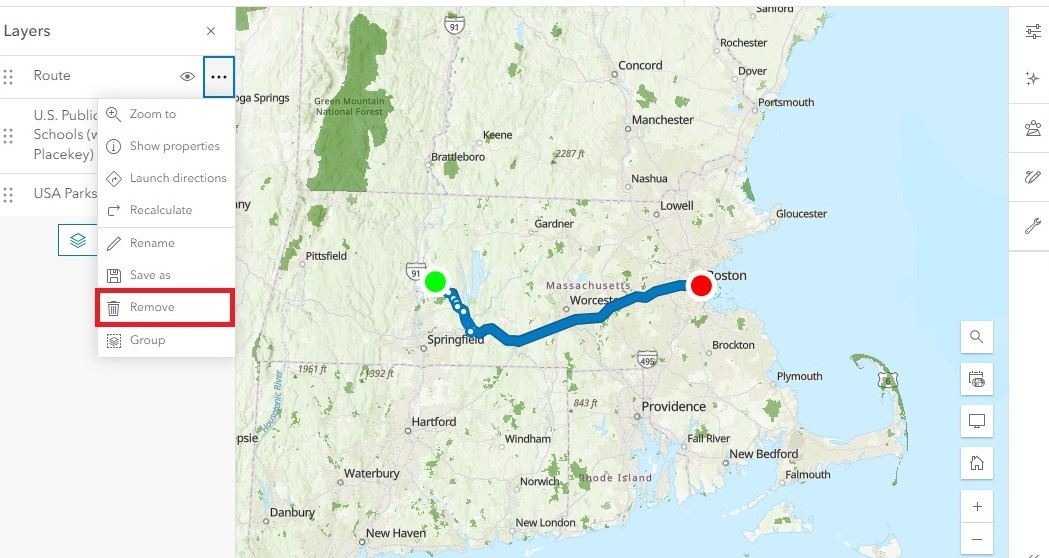 Layers
Route
U.S. Public
Schools (w
Placekey)
USA Parks
Zoom to
Show properties
Launch directions
Recalculate
Rename
Save as
Remove
Group
Sanford
91
Rochester
Concord
Dover
oga Springs
Green Mountain
National Forest
Portsmouth
Manchester
Keene
2287 ft
Brattleboro
Nashua
Lowell
any
Gloucester
Gardner
Pittsfield
91
Boston
Massachusetts
Worceste
Springfield
Brockton
495
1961 ft
1392 ft
Plymouth
6
Housatonic River
843 ft
Providence
Hartford
psie
Windham
Fall River
New Bedford
Waterbury
Norwich
Rhode Island
Falmouth
Danbury
New London
New Haven